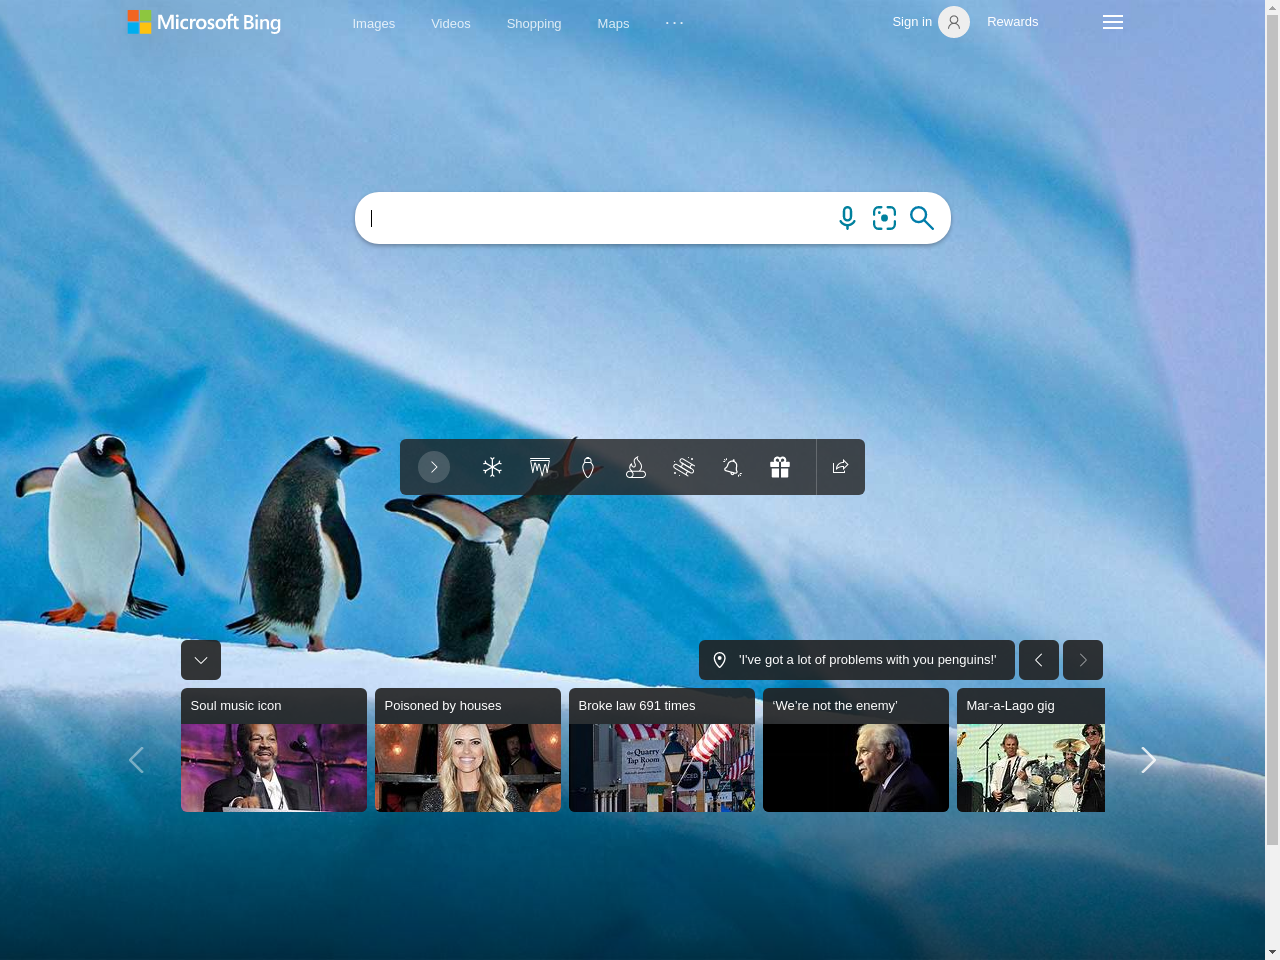 Microsoft Bing
Images Videos Shopping Maps ...
Sign in Rewards
'I've got a lot of problems with you penguins!'
Soul music icon
Poisoned by houses
Broke law 691 times
‘We’re not the enemy’
Mar-a-Lago gig
the Quarry
Tap Room